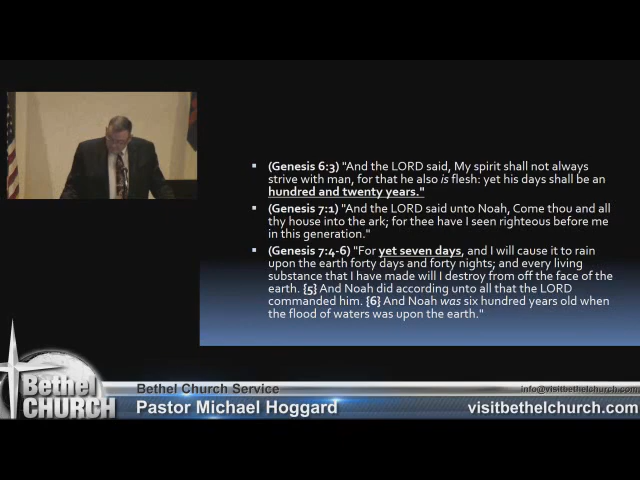 (Genesis 6:3) "And the LORD said, My spirit shall not always
strive with man, for that he also is flesh: yet his days shall be an
hundred and twenty years."
(Genesis 7:1) "And the LORD said unto Noah, Come thou and all
thy house into the ark; for thee have I seen righteous before me
in this generation."
(Genesis 7:4-6) "For yet seven days, and I will cause it to rain
upon the earth forty days and forty nights; and every living
substance that I have made will I destroy from off the face of the
earth. {5} And Noah did according unto all that the LORD
commanded him. {6} And Noah was six hundred years old when
the flood of waters was upon the earth."
Bethel
CHURCH
Bethel Church Service
info@visitbethelchurch.com
Pastor Michael Hoggard
visitbethelchurch.com